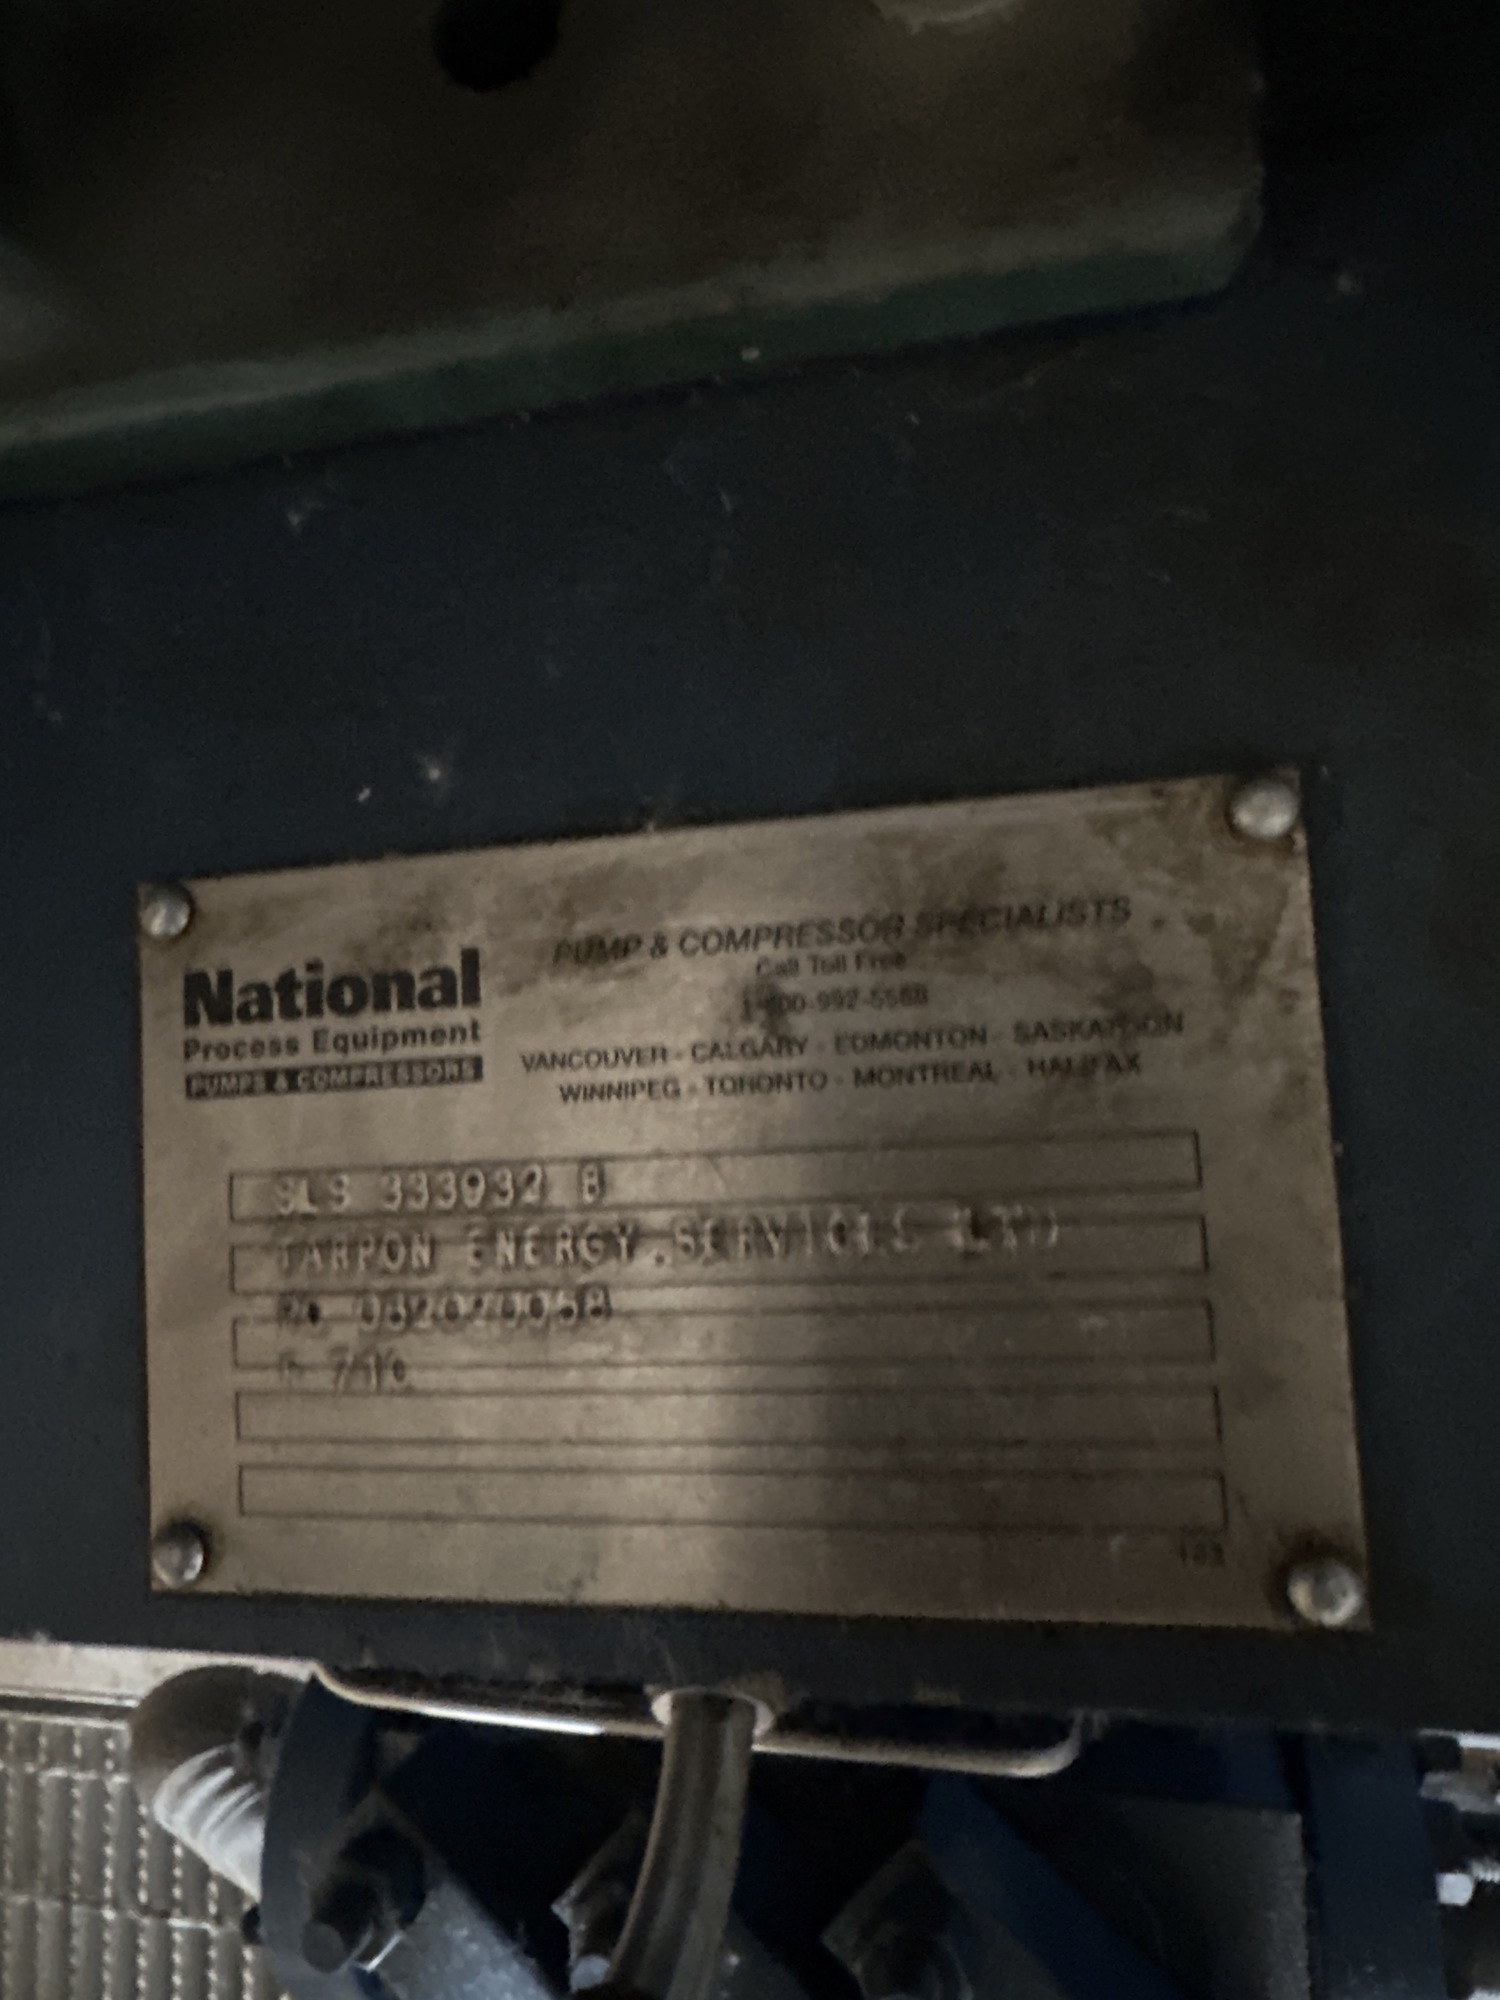 National
Process Equipment
PUMPS & COMPRESSORS
PUMP & COMPRESSOR SPECIALISTS
Call Toll Free
VANCOUVER - CALGARY - EDMONTON - SASKATOON
WINNIPEG - TORONTO - MONTREAL - HALIFAX
SLS 333932 B
TARPON ENERGY SERVICES LTD